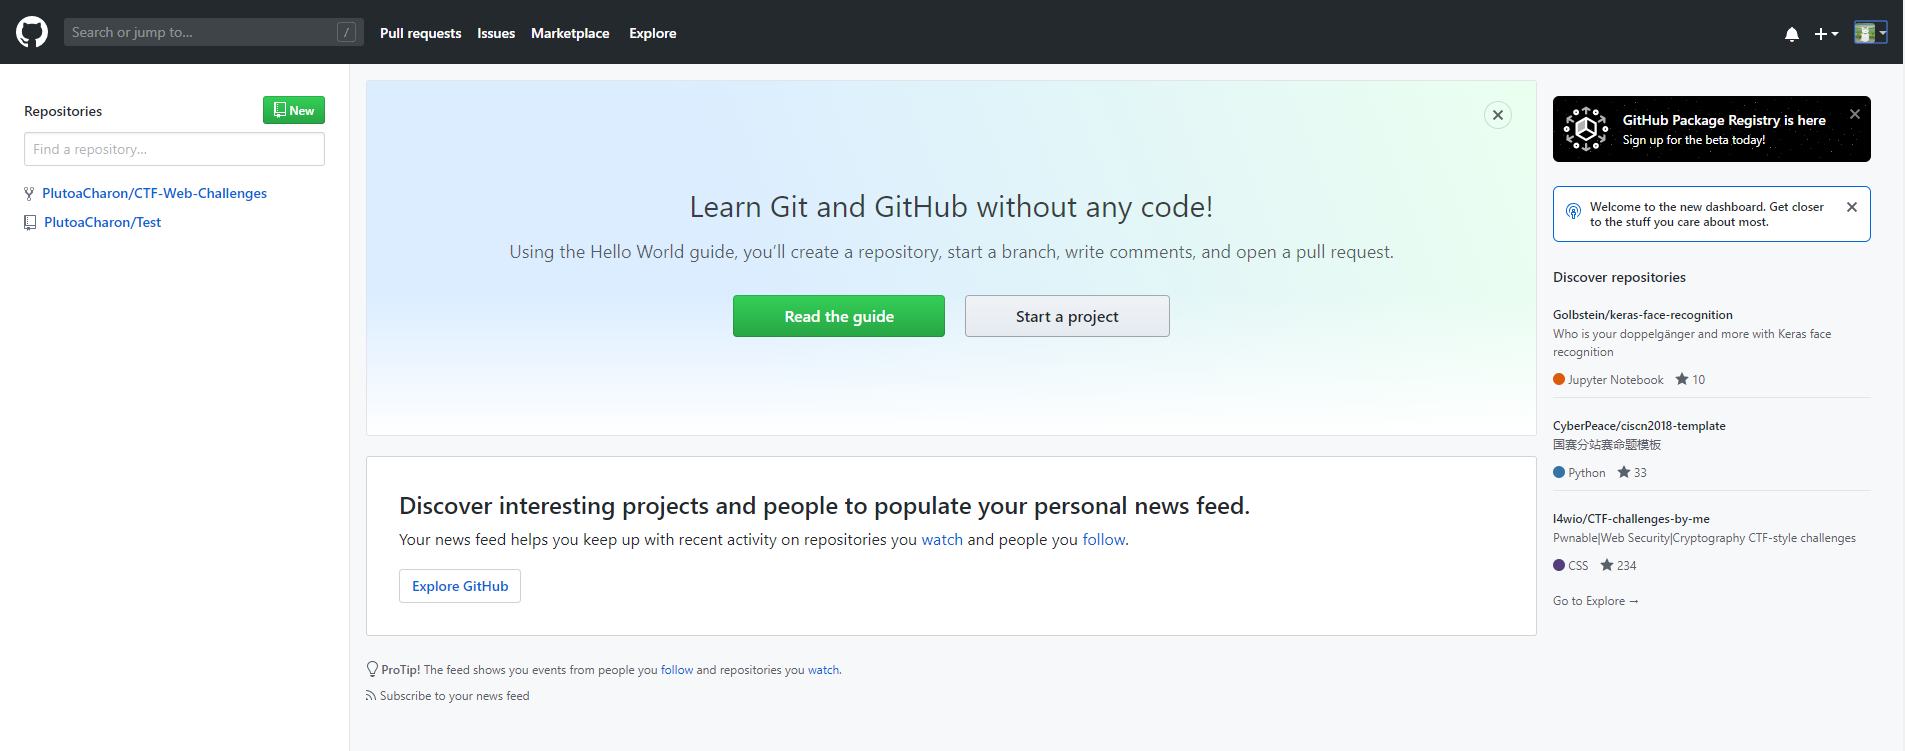 Search or jump to... /
Pull requests
Issues
Marketplace
Explore
Repositories
New
Find a repository...
PlutoaCharon/CTF-Web-Challenges
PlutoaCharon/Test
Learn Git and GitHub without any code!
Using the Hello World guide, you’ll create a repository, start a branch, write comments, and open a pull request.
Read the guide
Start a project
Discover interesting projects and people to populate your personal news feed.
Your news feed helps you keep up with recent activity on repositories you watch and people you follow.
Explore GitHub
ProTip! The feed shows you events from people you follow and repositories you watch.
Subscribe to your news feed
GitHub Package Registry is here
Sign up for the beta today!
Welcome to the new dashboard. Get closer
to the stuff you care about most.
Discover repositories
Golbstein/keras-face-recognition
Who is your doppelgänger and more with Keras face
recognition
Jupyter Notebook 10
CyberPeace/ciscn2018-template
国赛分站赛命题模板
Python 33
l4wio/CTF-challenges-by-me
Pwnable|Web Security|Cryptography CTF-style challenges
CSS 234
Go to Explore →